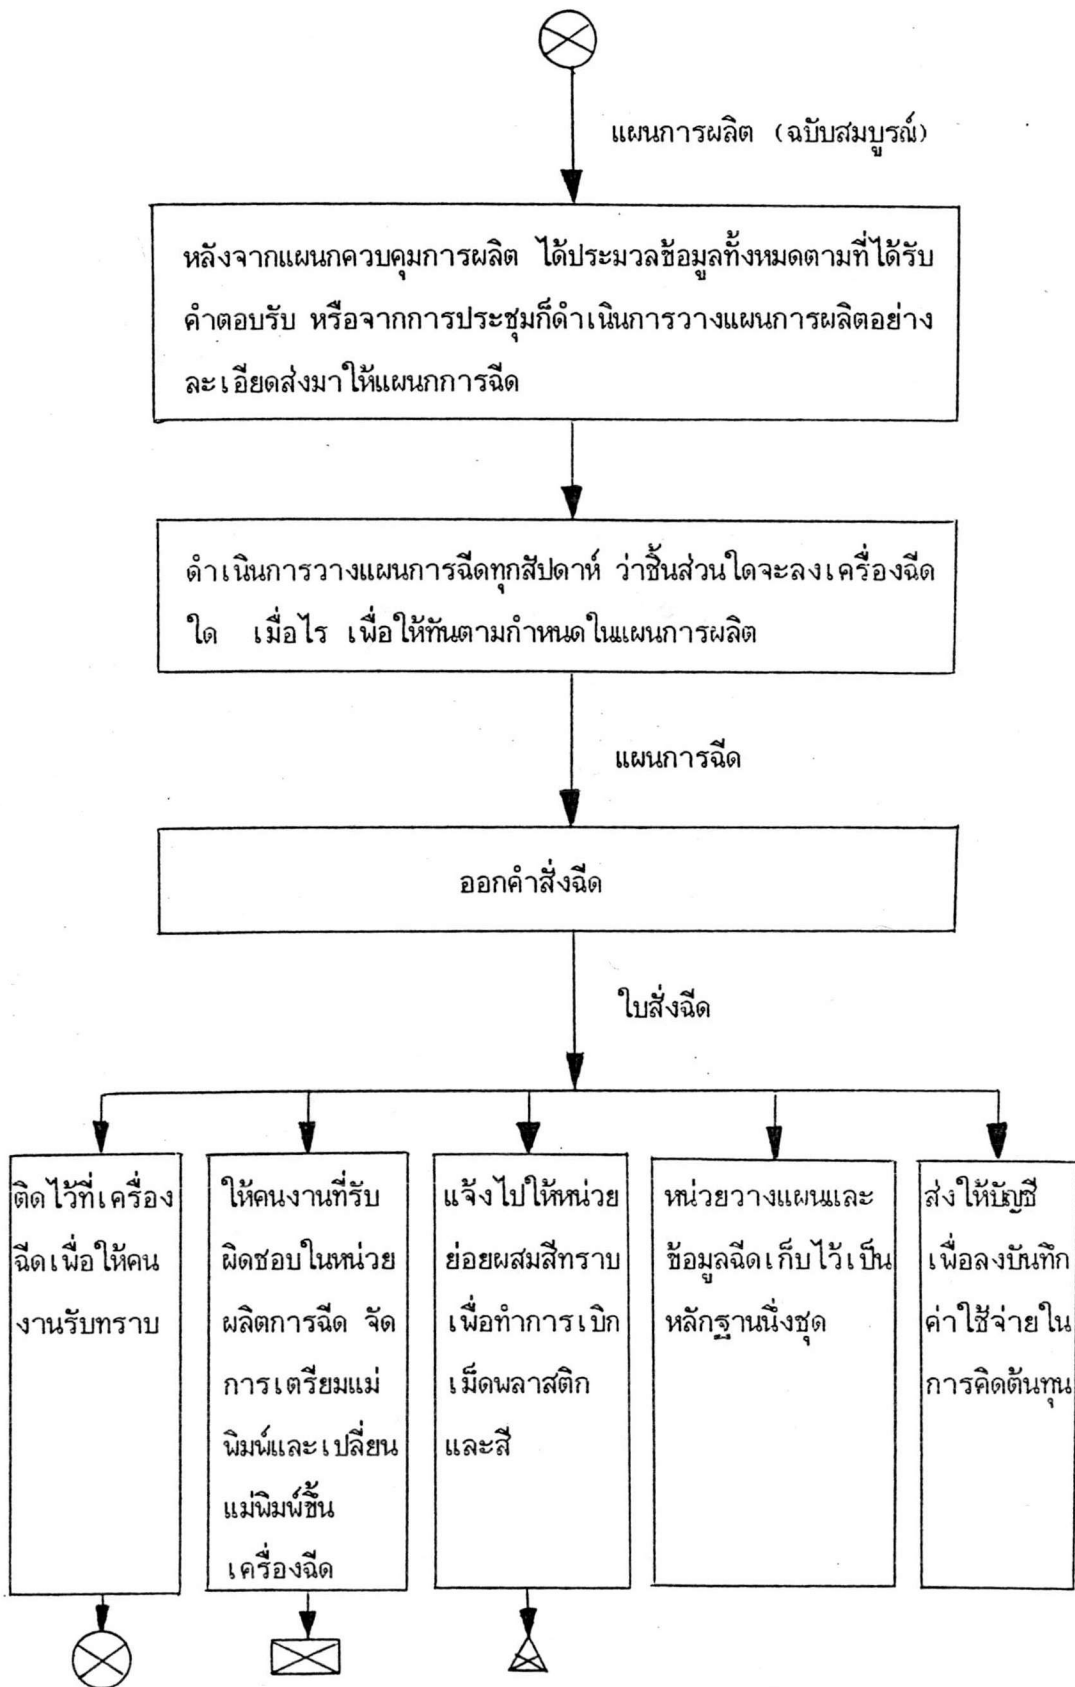 แผนการผลิต (ฉบับสมบูรณ์)
หลังจากแผนกควบคุมการผลิต ได้ประมวลข้อมูลทั้งหมดตามที่ได้รับ
คำตอบรับ หรือจากการประชุมก็ดำเนินการวางแผนการผลิตอย่าง
ละเอียดส่งมาให้แผนกการฉีด
ดำเนินการวางแผนการฉีดทุกสัปดาห์ ว่าชิ้นส่วนใดจะลงเครื่องฉีด
ใด เมื่อไร เพื่อให้ทันตามกำหนดในแผนการผลิต
แผนการฉีด
ออกคำสั่งฉีด
ใบสั่งฉีด
ติดไว้ที่เครื่อง
ฉีดเพื่อให้คน
งานรับทราบ
ให้คนงานที่รับ
ผิดชอบในหน่วย
ผลิตการฉีด จัด
การเตรียมแม่
พิมพ์และเปลี่ยน
แม่พิมพ์ขึ้น
เครื่องฉีด
แจ้งไปให้หน่วย
ย่อยผสมสีทราบ
เพื่อทำการเบิก
เม็ดพลาสติก
และสี
หน่วยวางแผนและ
ข้อมูลฉีดเก็บไว้เป็น
หลักฐานนึ่งชุด
ส่งให้บัญชี
เพื่อลงบันทึก
ค่าใช้จ่ายใน
การคิดต้นทุน